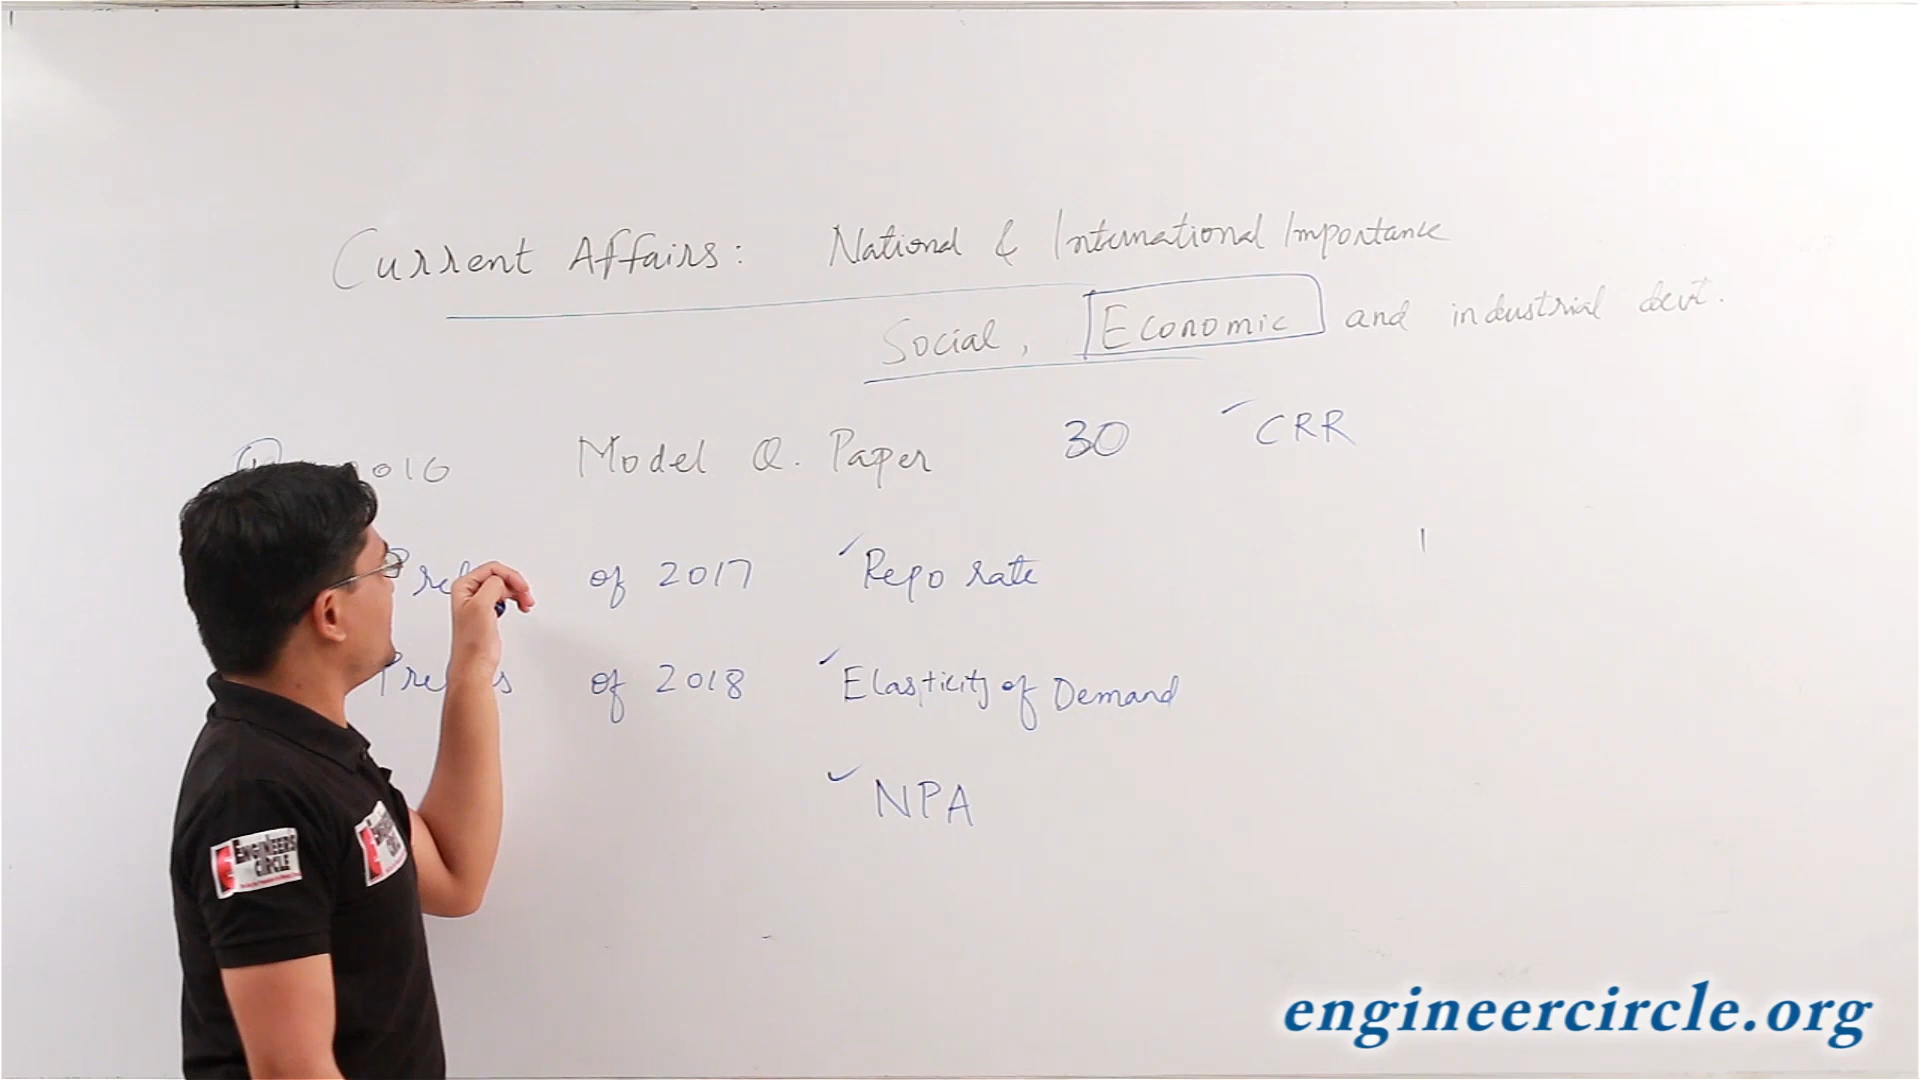 Current Affairs: National & International Importance
Social, Economic and industrial devt.
Model Q. Paper 30 ✓ CRR
of 2017 ✓ Repo rate
of 2018 ✓ Elasticity of Demand
✓ NPA
ENGINEERS
CIRCLE
engineercircle.org